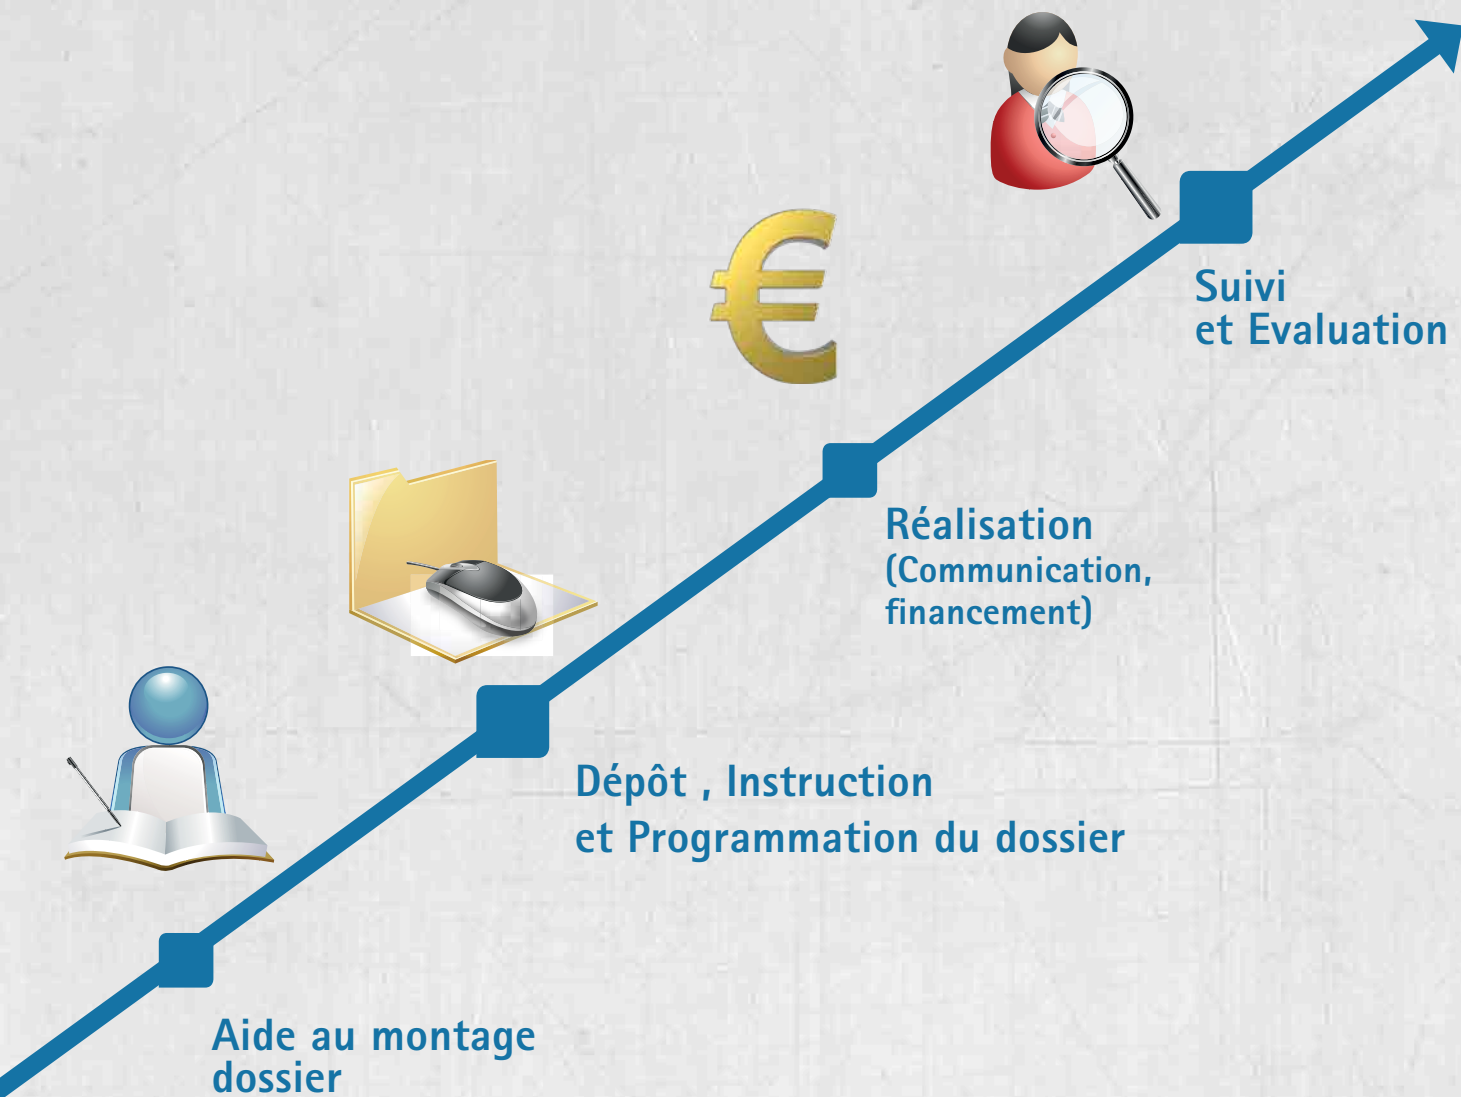 Suivi
et Evaluation
Réalisation
(Communication,
financement)
Dépôt , Instruction
et Programmation du dossier
Aide au montage
dossier